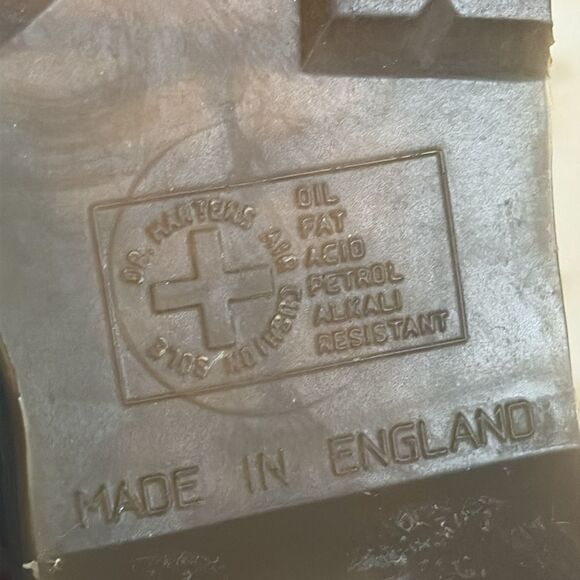 DR. MARTENS AIR CUSHION SOLE
OIL
FAT
ACID
PETROL
ALKALI
RESISTANT
MADE IN ENGLAND